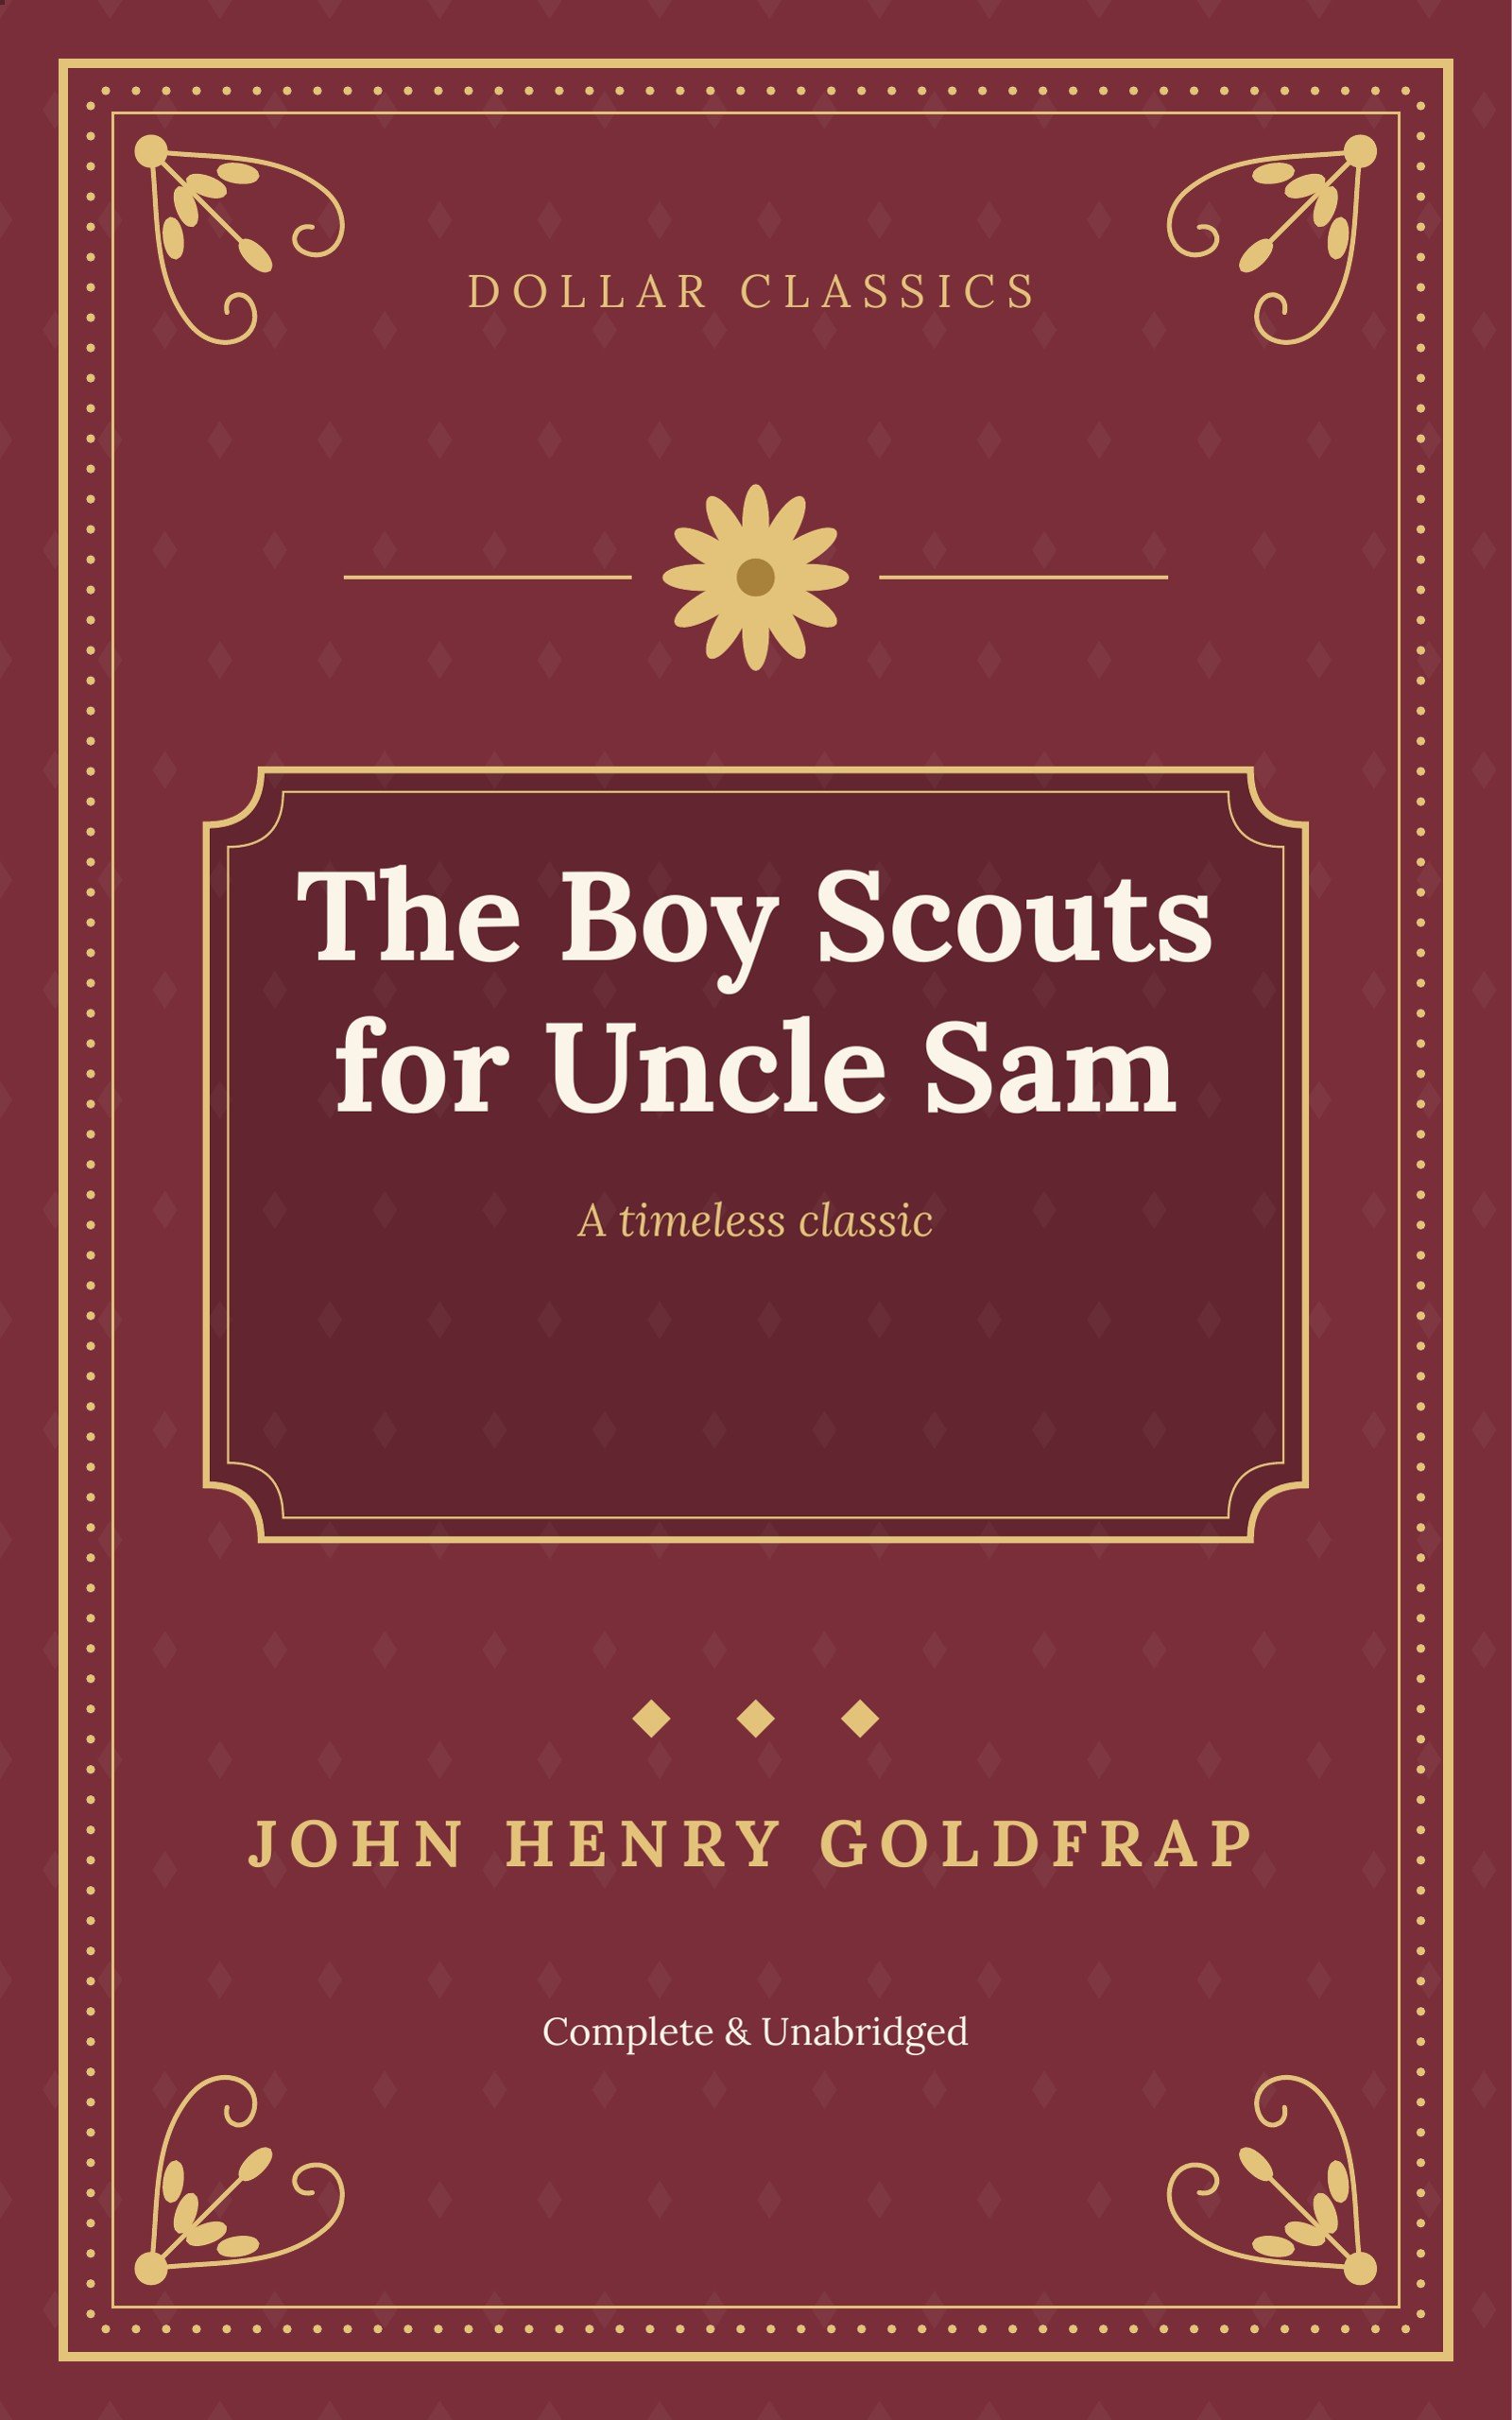 DOLLAR CLASSICS
The Boy Scouts
for Uncle Sam
A timeless classic
JOHN HENRY GOLDFRAP
Complete & Unabridged